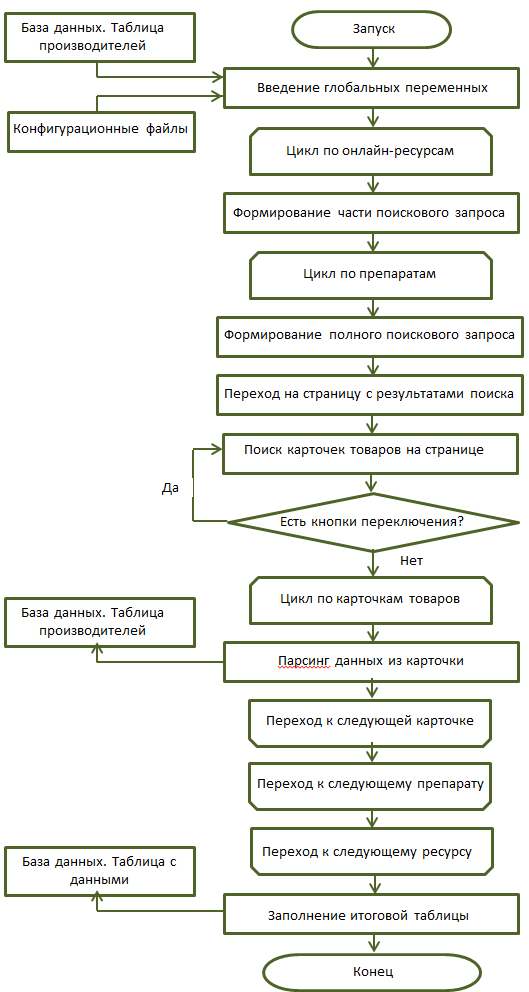 База данных. Таблица
производителей
Запуск
Введение глобальных переменных
Конфигурационные файлы
Цикл по онлайн-ресурсам
Формирование части поискового запроса
Цикл по препаратам
Формирование полного поискового запроса
Переход на страницу с результатами поиска
Поиск карточек товаров на странице
Да
Есть кнопки переключения?
Нет
База данных. Таблица
производителей
Цикл по карточкам товаров
Парсинг данных из карточки
Переход к следующей карточке
Переход к следующему препарату
Переход к следующему ресурсу
База данных. Таблица с
данными
Заполнение итоговой таблицы
Конец